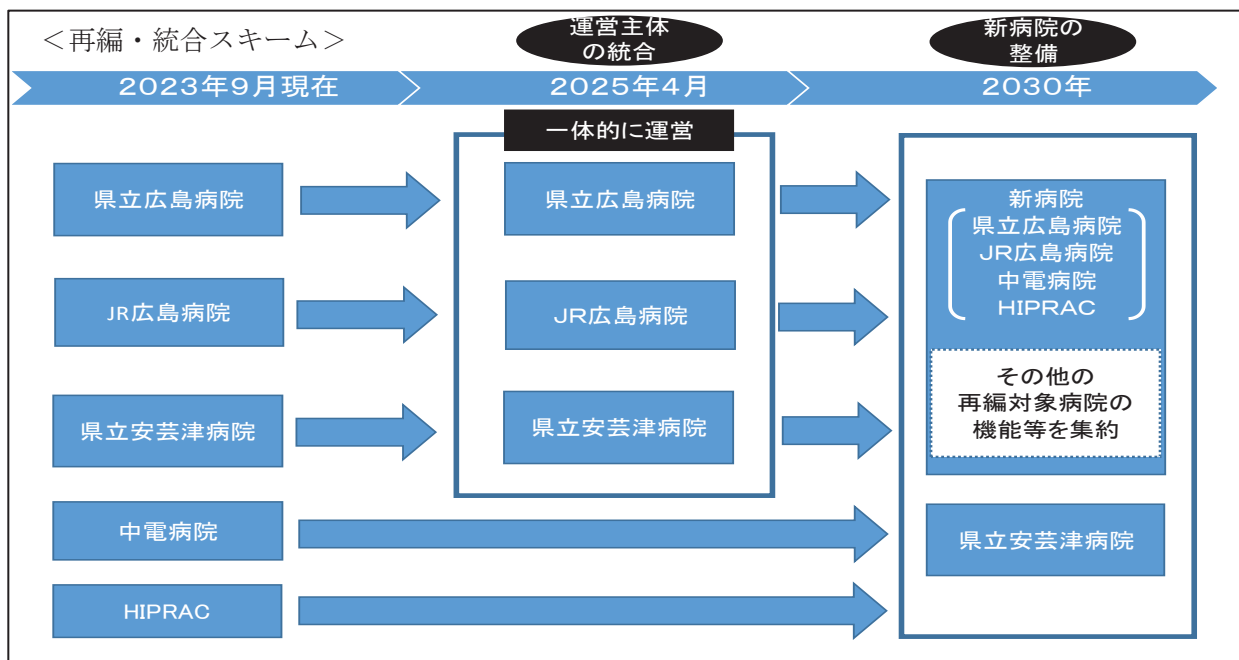 ＜再編・統合スキーム＞
運営主体
の統合
新病院の
整備
2023年9月現在
2025年4月
2030年
一体的に運営
県立広島病院
JR広島病院
県立安芸津病院
中電病院
HIPRAC
県立広島病院
JR広島病院
県立安芸津病院
新病院
県立広島病院
JR広島病院
中電病院
HIPRAC
その他の
再編対象病院の
機能等を集約
県立安芸津病院